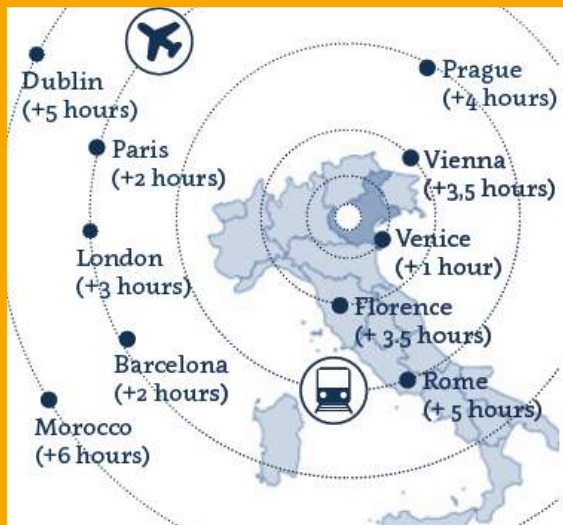 Dublin
(+5 hours)
Prague
(+4 hours)
Paris
(+2 hours)
Vienna
(+3,5 hours)
London
(+3 hours)
Venice
(+1 hour)
Florence
(+ 3.5 hours)
Barcelona
(+2 hours)
Rome
(+ 5 hours)
Morocco
(+6 hours)